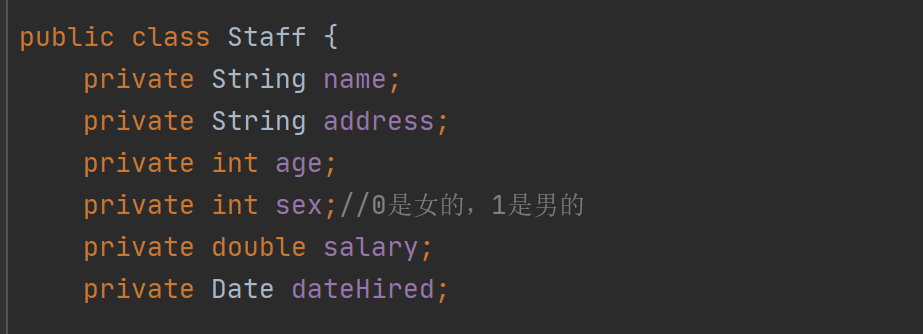 public class Staff {
private String name;
private String address;
private int age;
private int sex;//0是女的，1是男的
private double salary;
private Date dateHired;